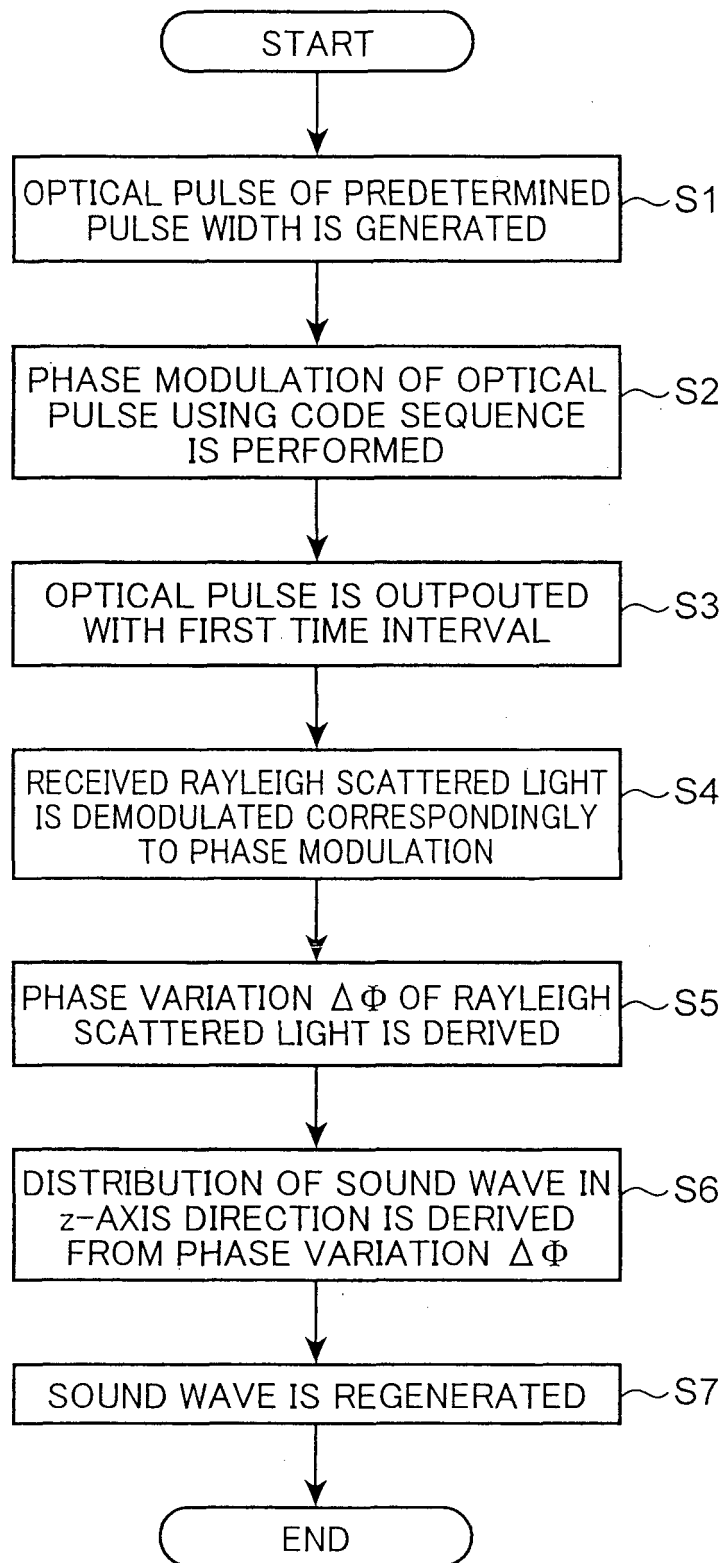 START
OPTICAL PULSE OF PREDETERMINED
PULSE WIDTH IS GENERATED
S1
PHASE MODULATION OF OPTICAL
PULSE USING CODE SEQUENCE
IS PERFORMED
S2
OPTICAL PULSE IS OUTPOUTED
WITH FIRST TIME INTERVAL
S3
RECEIVED RAYLEIGH SCATTERED LIGHT
IS DEMODULATED CORRESPONDINGLY
TO PHASE MODULATION
S4
PHASE VARIATION ΔΦ OF RAYLEIGH
SCATTERED LIGHT IS DERIVED
S5
DISTRIBUTION OF SOUND WAVE IN
z-AXIS DIRECTION IS DERIVED
FROM PHASE VARIATION ΔΦ
S6
SOUND WAVE IS REGENERATED
S7
END